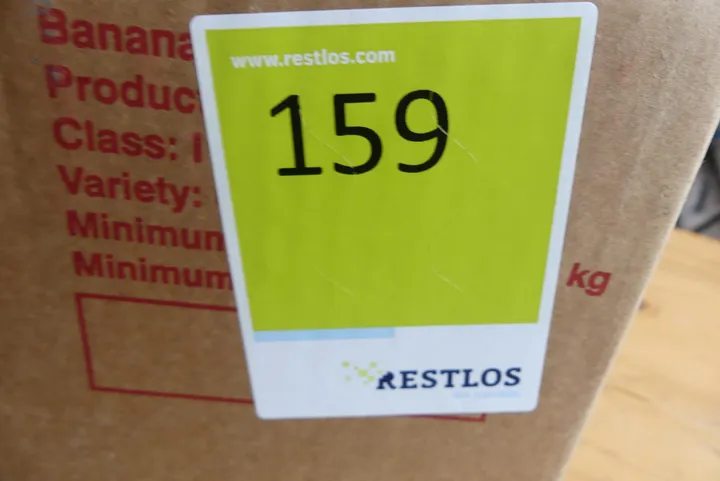 Banana
Produc
Class: I
Variety:
Minimum
Minimum
kg
www.restlos.com
159
RESTLOS